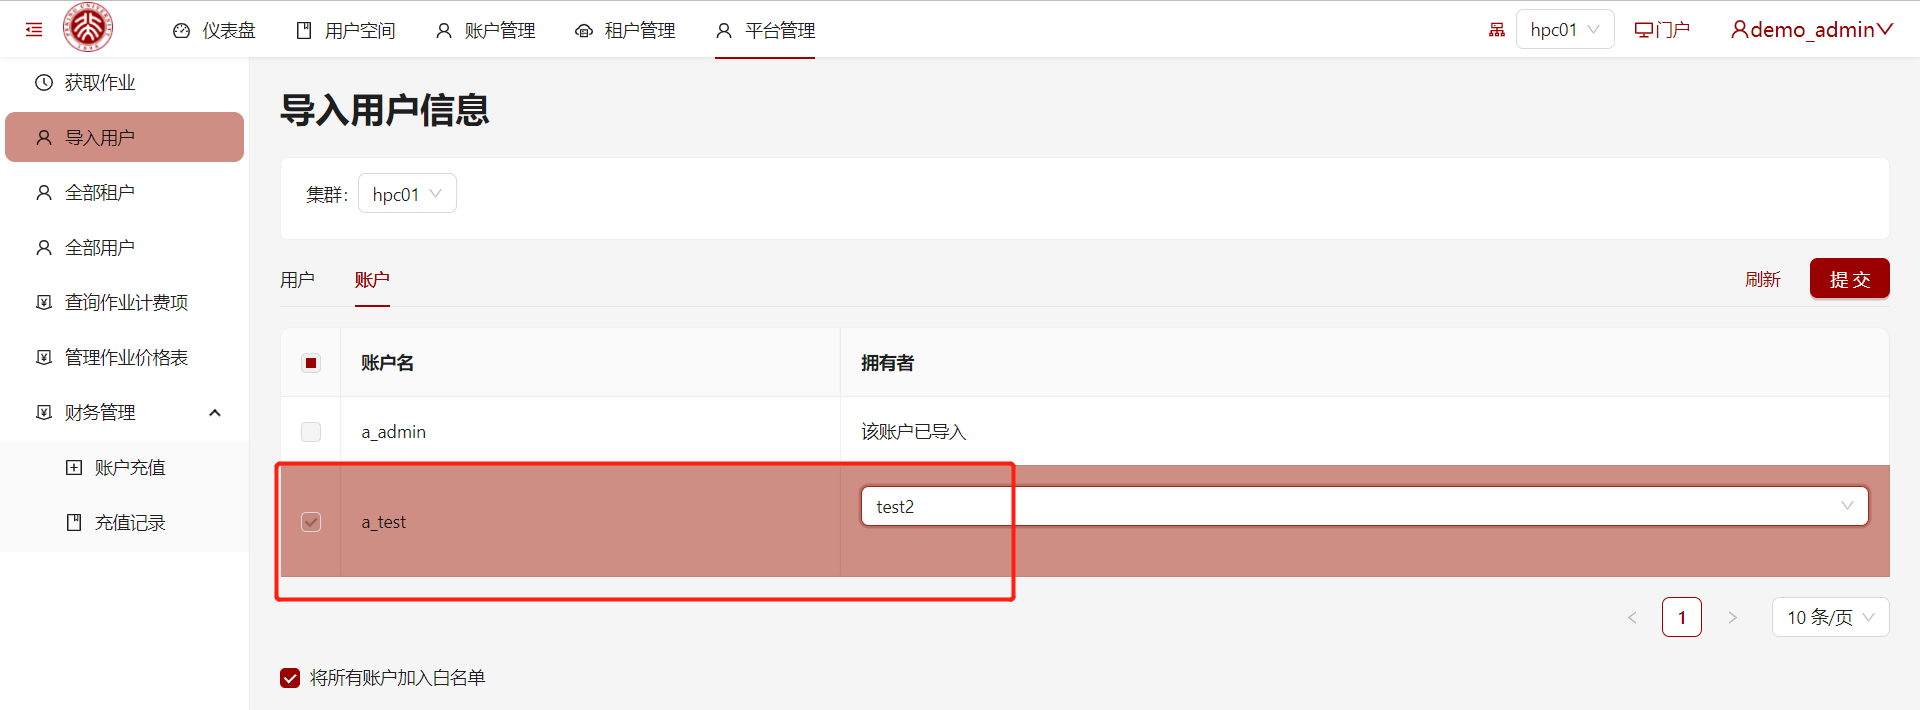 仪表盘
用户空间
账户管理
租户管理
平台管理
hpc01
门户
demo_admin
获取作业
导入用户
全部租户
全部用户
查询作业计费项
管理作业价格表
财务管理
账户充值
充值记录
导入用户信息
集群:
hpc01
用户
账户
刷新
提交
账户名
拥有者
a_admin
该账户已导入
a_test
test2
1
10 条/页
将所有账户加入白名单